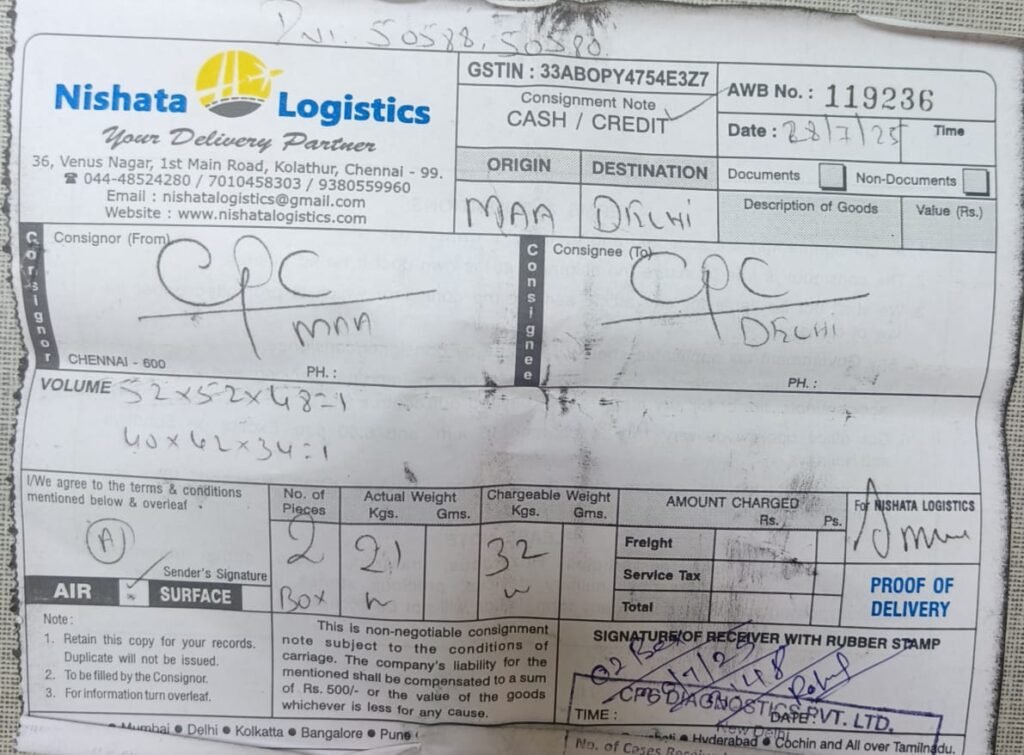 50588, 50580
Nishata Logistics
Your Delivery Partner
36, Venus Nagar, 1st Main Road, Kolathur, Chennai - 99.
☎ 044-48524280 / 7010458303 / 9380559960
Email : nishatalogistics@gmail.com
Website : www.nishatalogistics.com
GSTIN : 33ABOPY4754E3Z7
Consignment Note
CASH / CREDIT
AWB No. : 119236
Date : 28/7/25 Time
ORIGIN DESTINATION
MAA DELHI
Documents Non-Documents
Description of Goods Value (Rs.)
Consignor
Consignor (From)
CPC
MAA
CHENNAI - 600
PH. :
Consignee
Consignee (To)
CPC
DELHI
PH. :
VOLUME 52x52x48=1
40x42x34=1
I/We agree to the terms & conditions
mentioned below & overleaf
A
Sender's Signature
AIR SURFACE
No. of
Pieces
2
Box
Actual Weight
Kgs. Gms.
21
Chargeable Weight
Kgs. Gms.
32
AMOUNT CHARGED
Rs. Ps.
Freight
Service Tax
Total
For NISHATA LOGISTICS
PROOF OF
DELIVERY
Note :
1. Retain this copy for your records.
Duplicate will not be issued.
2. To be filled by the Consignor.
3. For information turn overleaf.
This is non-negotiable consignment
note subject to the conditions of
carriage. The company's liability for the
mentioned shall be compensated to a sum
of Rs. 500/- or the value of the goods
whichever is less for any cause.
SIGNATURE OF RECEIVER WITH RUBBER STAMP
02 Box
DIAGNOSTICS PVT. LTD.
TIME : DATE :
New Delhi
No. of Cases
Mumbai ● Delhi ● Kolkatta ● Bangalore ● Pune
● Hyderabad ● Cochin and All over Tamilnadu.